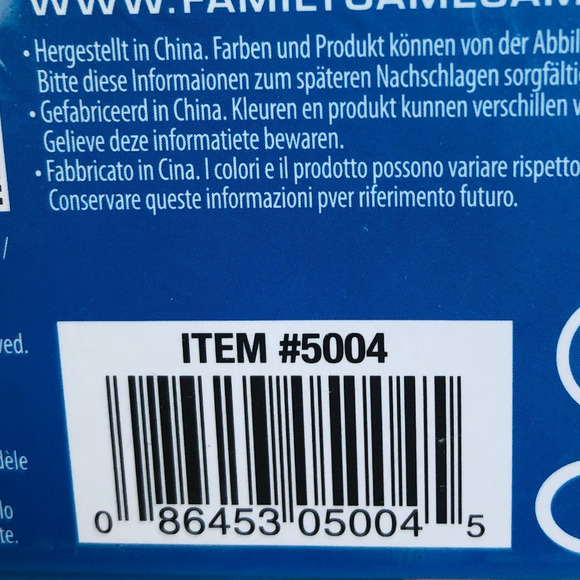 WWW.FAMILYGAMESAM
• Hergestellt in China. Farben und Produkt können von der Abbil
Bitte diese Informaionen zum späteren Nachschlagen sorgfälti
• Gefabriceerd in China. Kleuren en produkt kunnen verschillen v
Gelieve deze informatiete bewaren.
• Fabbricato in Cina. I colori e il prodotto possono variare rispetto
Conservare queste informazioni pver riferimento futuro.
/
ved.
dèle
lo
te.
ITEM #5004
0 86453 05004 5